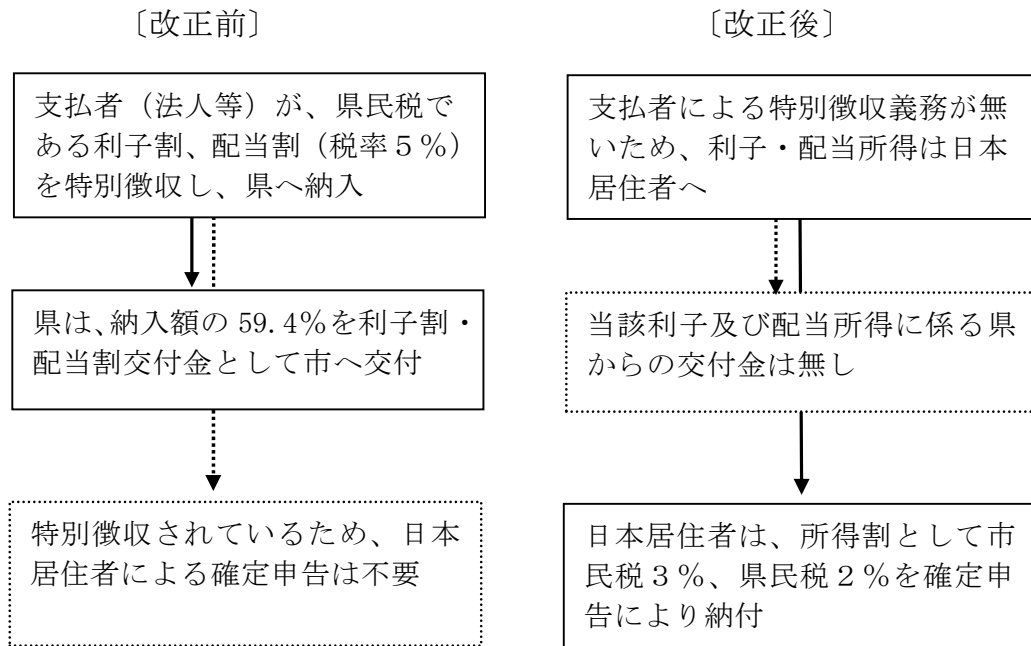 〔改正前〕
支払者（法人等）が、県民税で
ある利子割、配当割（税率５％）
を特別徴収し、県へ納入
県は、納入額の 59.4％を利子割・
配当割交付金として市へ交付
特別徴収されているため、日本
居住者による確定申告は不要
〔改正後〕
支払者による特別徴収義務が無
いため、利子・配当所得は日本
居住者へ
当該利子及び配当所得に係る県
からの交付金は無し
日本居住者は、所得割として市
民税３％、県民税２％を確定申
告により納付